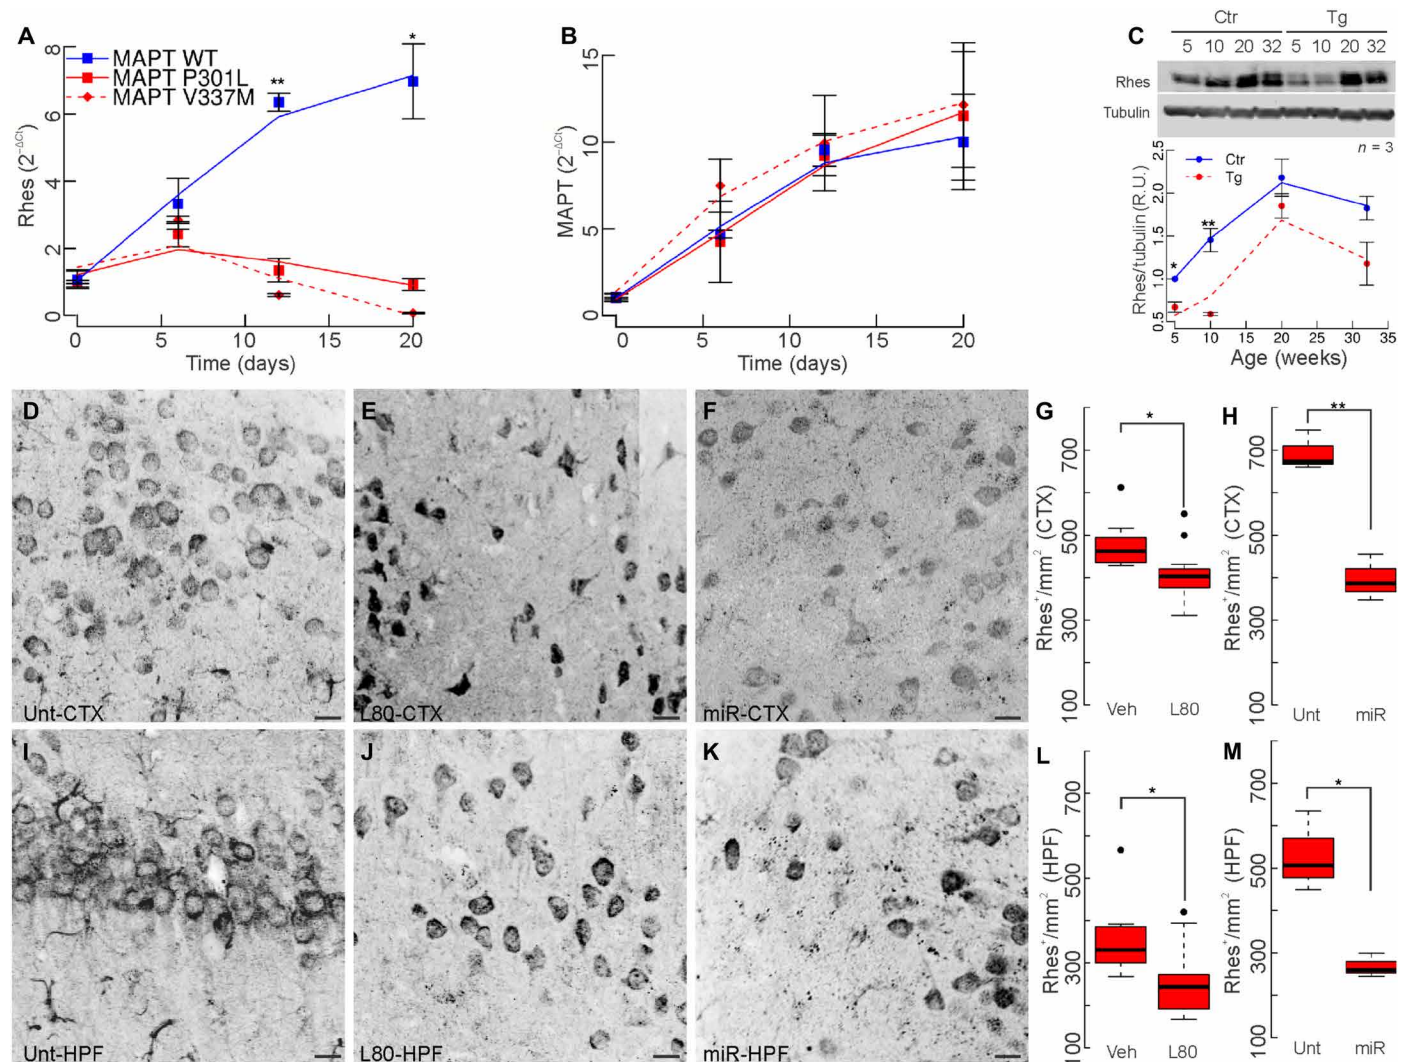 A
Rhes (2^−ΔCt)
8
6
4
2
0
MAPT WT
MAPT P301L
MAPT V337M
**
*
0 5 10 15 20
Time (days)
B
MAPT (2^−ΔCt)
15
10
5
0
0 5 10 15 20
Time (days)
C
Ctr Tg
5 10 20 32 5 10 20 32
Rhes
Tubulin
n = 3
Rhes/tubulin (R.U.)
2.5
2.0
1.5
1.0
0.5
Ctr
Tg
*
**
5 10 15 20 25 30 35
Age (weeks)
D
Unt-CTX
E
L80-CTX
F
miR-CTX
G
Rhes+/mm2 (CTX)
700
500
300
100
*
Veh L80
H
Rhes+/mm2 (CTX)
700
500
300
100
**
Unt miR
I
Unt-HPF
J
L80-HPF
K
miR-HPF
L
Rhes+/mm2 (HPF)
700
500
300
100
*
Veh L80
M
Rhes+/mm2 (HPF)
700
500
300
100
*
Unt miR